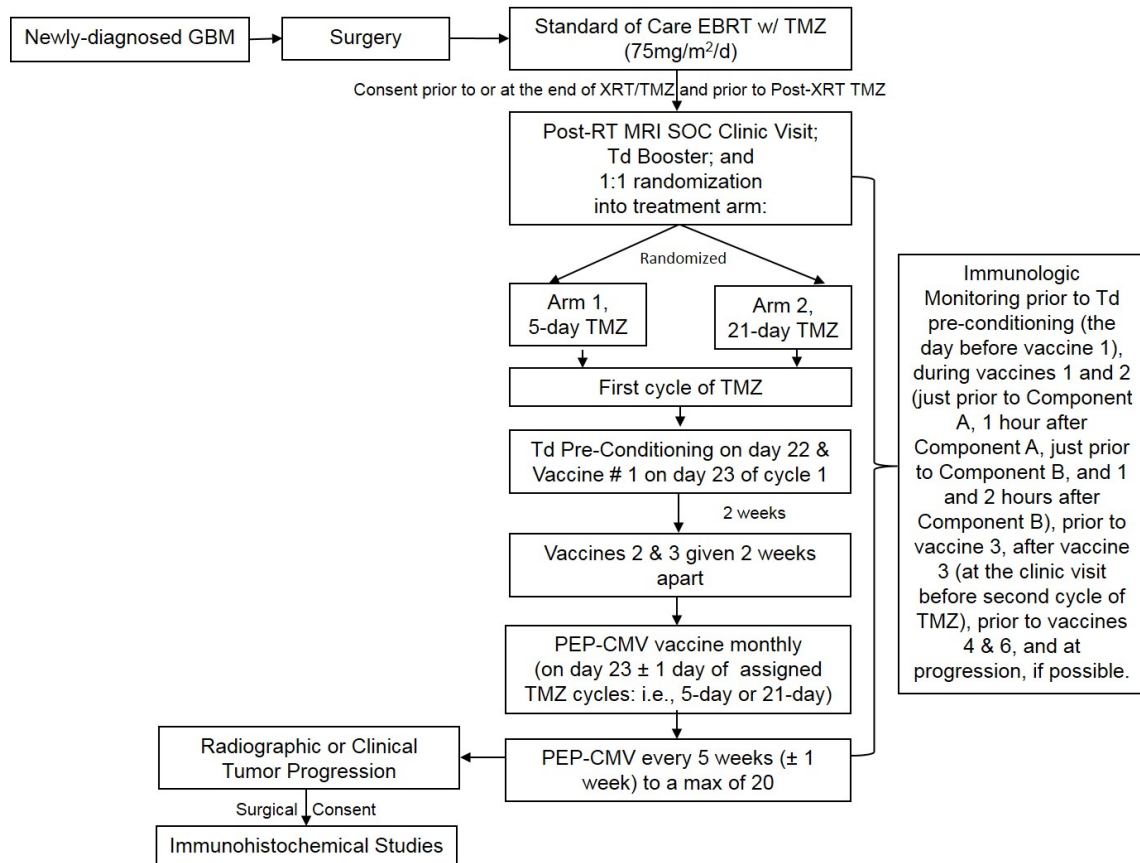 Newly-diagnosed GBM
Surgery
Standard of Care EBRT w/ TMZ
(75mg/m²/d)
Consent prior to or at the end of XRT/TMZ and prior to Post-XRT TMZ
Post-RT MRI SOC Clinic Visit;
Td Booster; and
1:1 randomization
into treatment arm:
Randomized
Arm 1,
5-day TMZ
Arm 2,
21-day TMZ
First cycle of TMZ
Td Pre-Conditioning on day 22 &
Vaccine # 1 on day 23 of cycle 1
2 weeks
Vaccines 2 & 3 given 2 weeks
apart
PEP-CMV vaccine monthly
(on day 23 ± 1 day of assigned
TMZ cycles: i.e., 5-day or 21-day)
PEP-CMV every 5 weeks (± 1
week) to a max of 20
Radiographic or Clinical
Tumor Progression
Surgical Consent
Immunohistochemical Studies
Immunologic
Monitoring prior to Td
pre-conditioning (the
day before vaccine 1),
during vaccines 1 and 2
(just prior to Component
A, 1 hour after
Component A, just prior
to Component B, and 1
and 2 hours after
Component B), prior to
vaccine 3, after vaccine
3 (at the clinic visit
before second cycle of
TMZ), prior to vaccines
4 & 6, and at
progression, if possible.